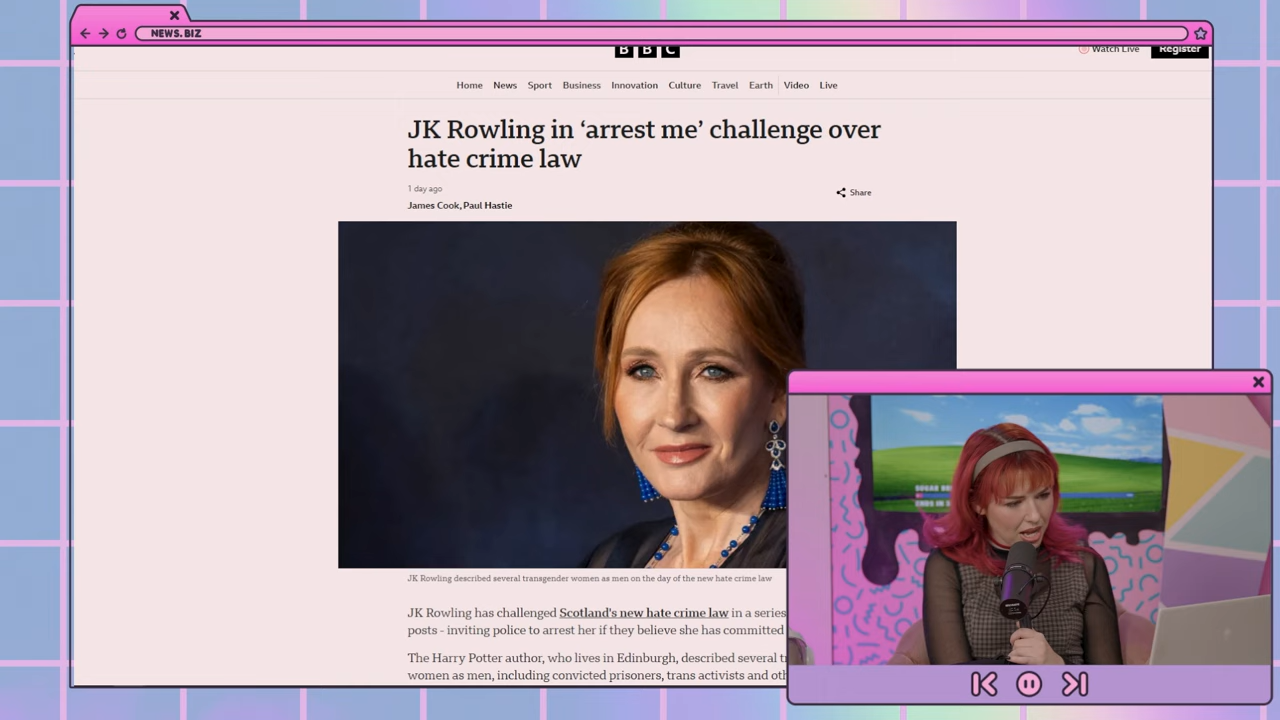 NEWS.BIZ
BBC
Watch Live
Register
Home News Sport Business Innovation Culture Travel Earth Video Live
JK Rowling in ‘arrest me’ challenge over
hate crime law
1 day ago
Share
James Cook, Paul Hastie
JK Rowling described several transgender women as men on the day of the new hate crime law
JK Rowling has challenged Scotland's new hate crime law in a series
posts - inviting police to arrest her if they believe she has committed
The Harry Potter author, who lives in Edinburgh, described several
women as men, including convicted prisoners, trans activists and